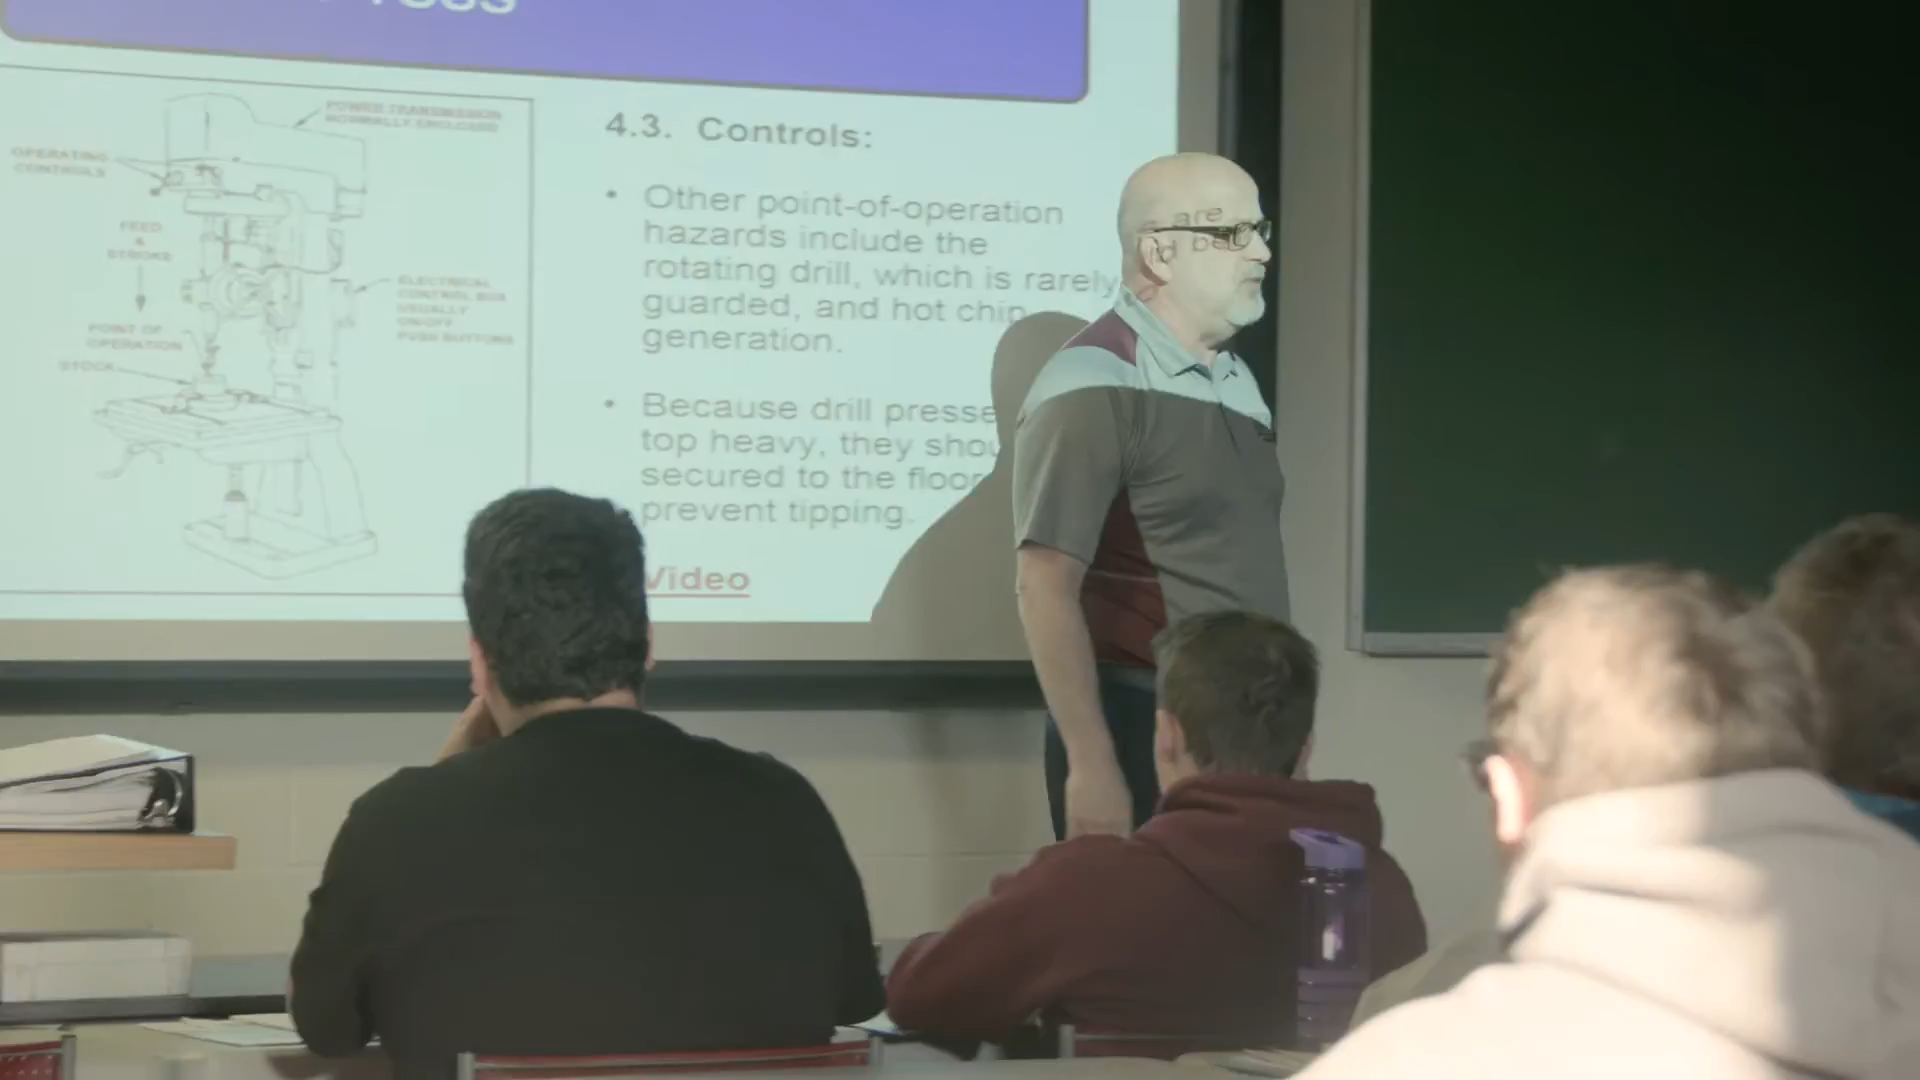 4.3. Controls:
• Other point-of-operation
hazards include the
rotating drill, which is rarely
guarded, and hot chip
generation.
• Because drill presse are
top heavy, they shou be
secured to the floor
prevent tipping.
Video
POWER TRANSMISSION
NORMALLY ENCLOSED
OPERATING
CONTROLS
FEED
&
STROKE
ELECTRICAL
CONTROL BOX
USUALLY
ON/OFF
PUSH BUTTONS
POINT OF
OPERATION
STOCK